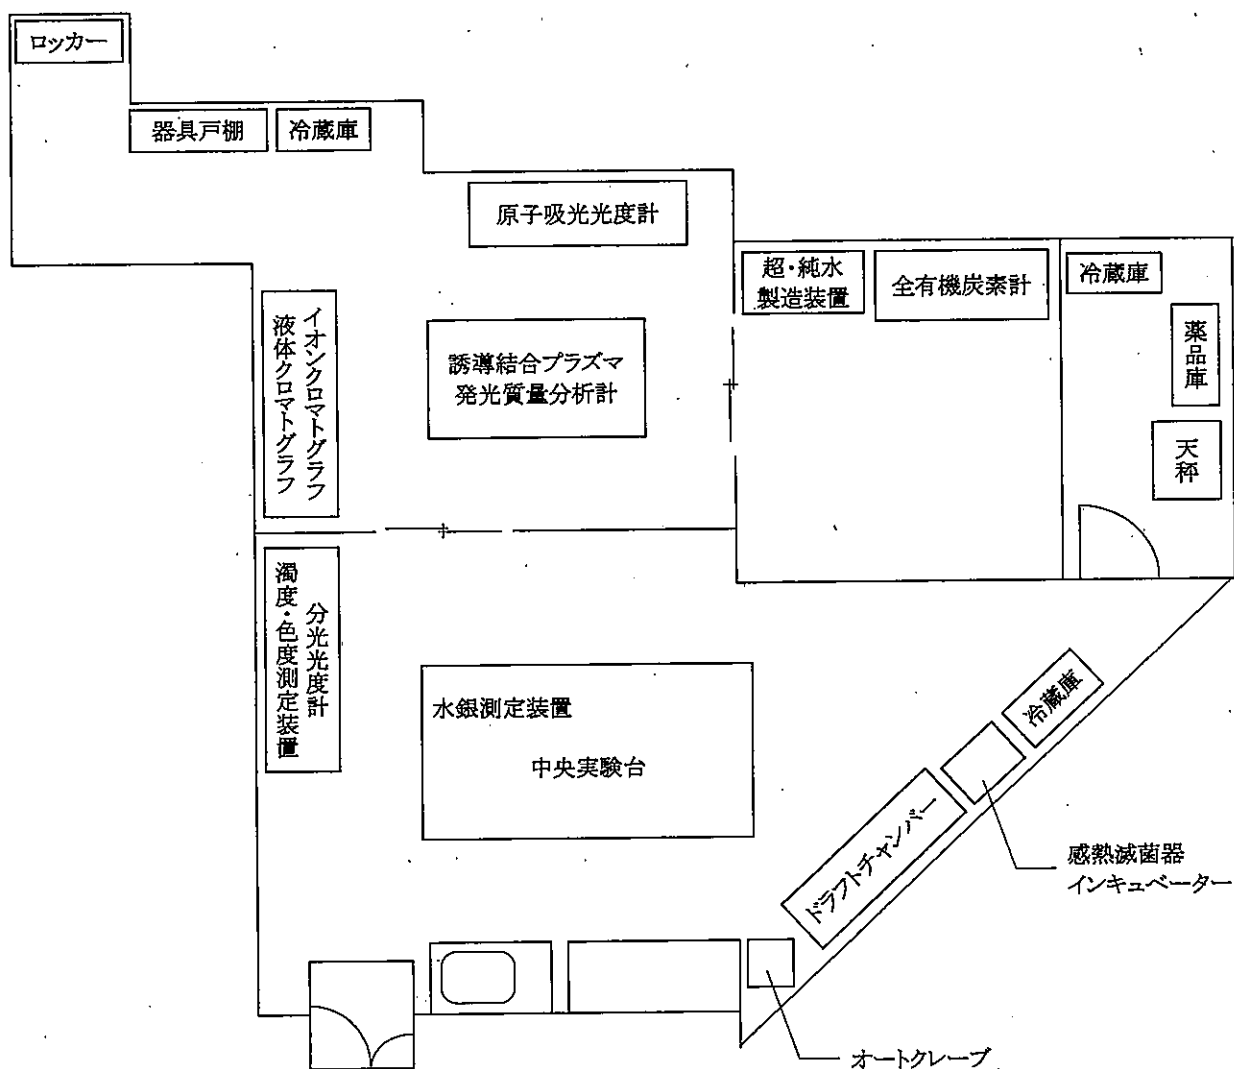 ロッカー
器具戸棚
冷蔵庫
原子吸光光度計
超・純水
製造装置
全有機炭素計
冷蔵庫
薬品庫
天秤
イオンクロマトグラフ
液体クロマトグラフ
誘導結合プラズマ
発光質量分析計
分光光度計
濁度・色度測定装置
水銀測定装置
中央実験台
冷蔵庫
ドラフトチャンバー
感熱滅菌器
インキュベーター
オートクレーブ